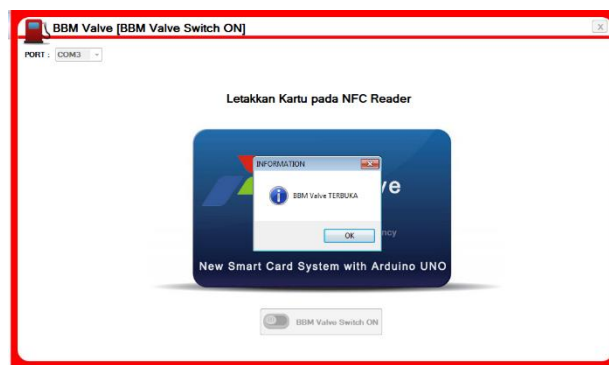 BBM Valve [BBM Valve Switch ON]
X
PORT : COM3
Letakkan Kartu pada NFC Reader
INFORMATION
BBM Valve TERBUKA
OK
New Smart Card System with Arduino UNO
BBM Valve Switch ON